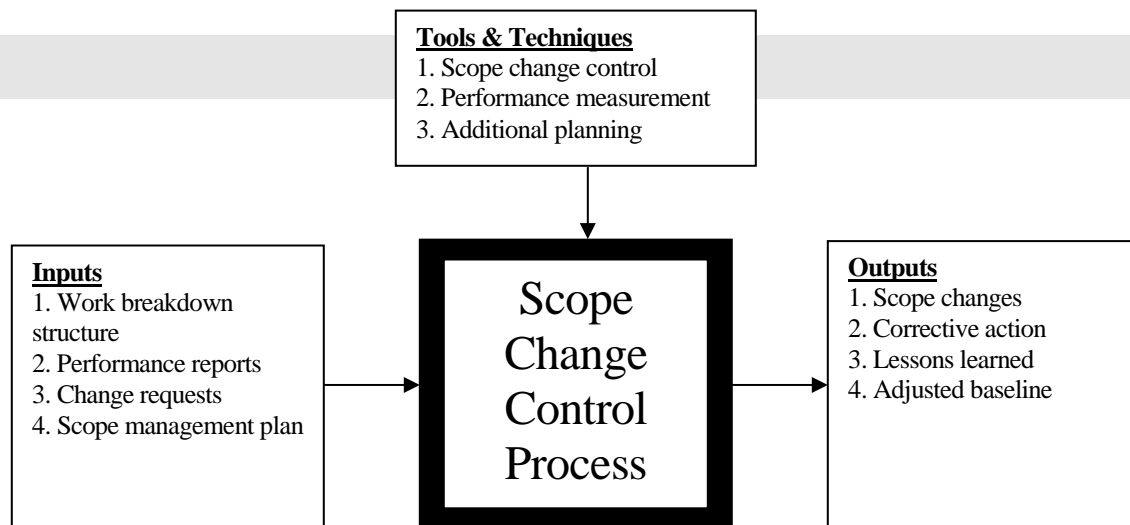 Tools & Techniques
1. Scope change control
2. Performance measurement
3. Additional planning
Inputs
1. Work breakdown
structure
2. Performance reports
3. Change requests
4. Scope management plan
Scope
Change
Control
Process
Outputs
1. Scope changes
2. Corrective action
3. Lessons learned
4. Adjusted baseline